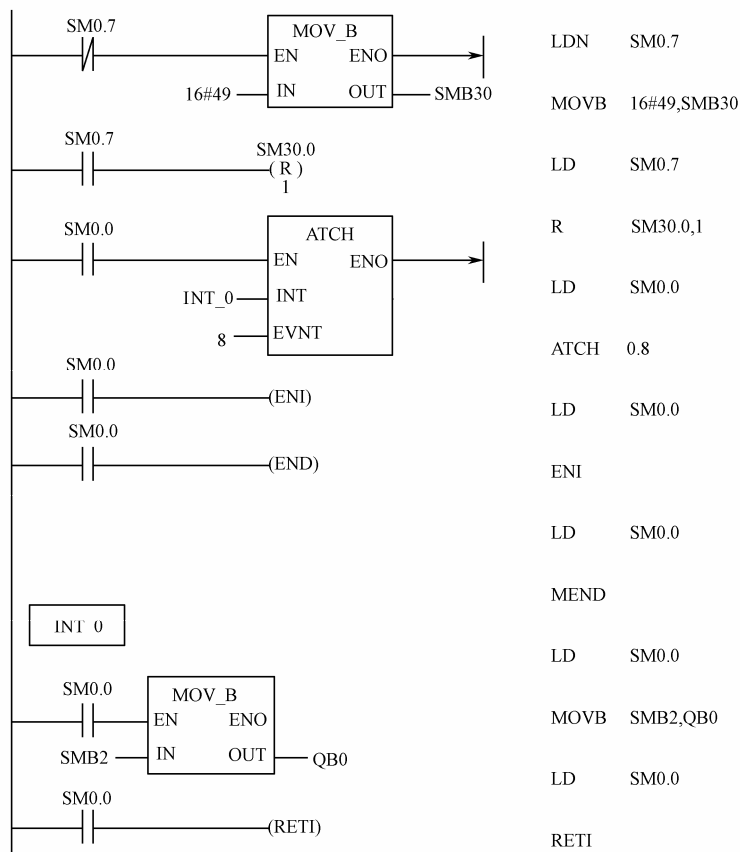 SM0.7
MOV_B
EN ENO
16#49 IN OUT SMB30
SM0.7
SM30.0
( R )
1
SM0.0
ATCH
EN ENO
INT_0 INT
8 EVNT
SM0.0
(ENI)
SM0.0
(END)
INT 0
SM0.0
MOV_B
EN ENO
SMB2 IN OUT QB0
SM0.0
(RETI)
LDN SM0.7
MOVB 16#49,SMB30
LD SM0.7
R SM30.0,1
LD SM0.0
ATCH 0.8
LD SM0.0
ENI
LD SM0.0
MEND
LD SM0.0
MOVB SMB2,QB0
LD SM0.0
RETI